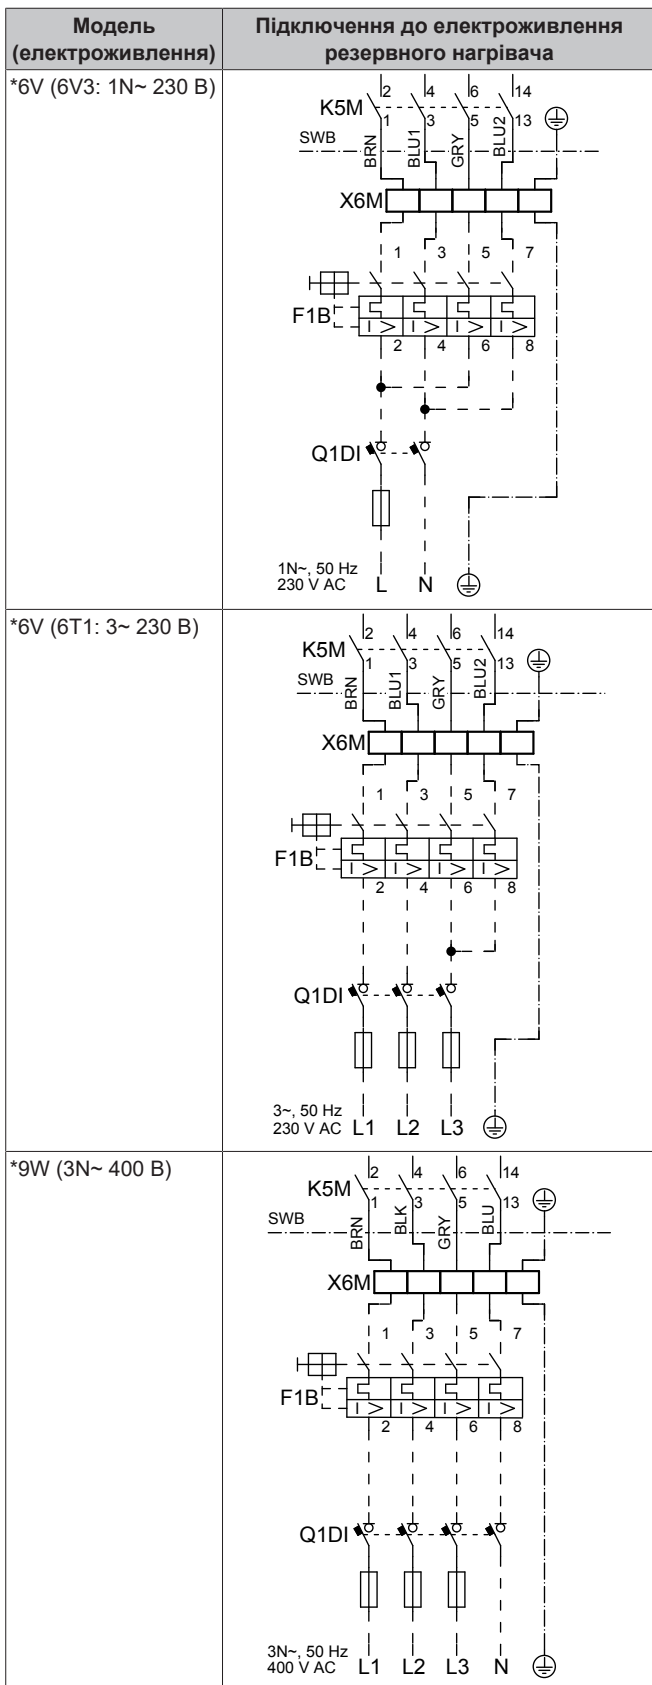 Модель
(електроживлення)
Підключення до електроживлення
резервного нагрівача
*6V (6V3: 1N~ 230 В)
2 4 6 14
K5M
1 3 5 13
SWB
BRN BLU1 GRY BLU2
X6M
1 3 5 7
F1B
I > I > I > I >
2 4 6 8
Q1DI
1N~, 50 Hz
230 V AC
L N
*6V (6T1: 3~ 230 В)
2 4 6 14
K5M
1 3 5 13
SWB
BRN BLU1 GRY BLU2
X6M
1 3 5 7
F1B
I > I > I > I >
2 4 6 8
Q1DI
3~, 50 Hz
230 V AC
L1 L2 L3
*9W (3N~ 400 В)
2 4 6 14
K5M
1 3 5 13
SWB
BRN BLK GRY BLU
X6M
1 3 5 7
F1B
I > I > I > I >
2 4 6 8
Q1DI
3N~, 50 Hz
400 V AC
L1 L2 L3 N